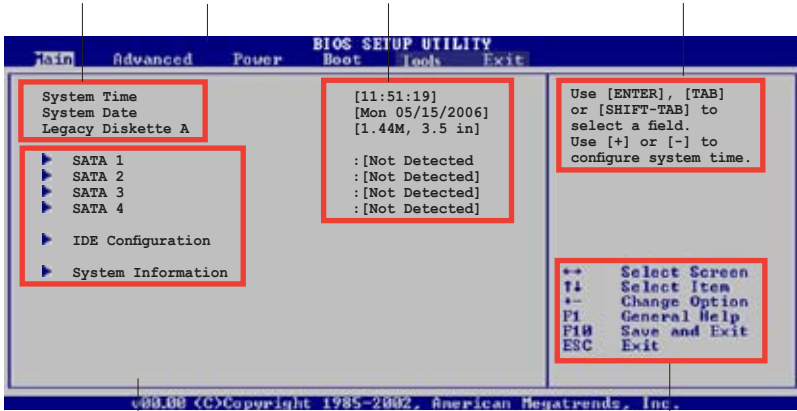 BIOS SETUP UTILITY
Main Advanced Power Boot Tools Exit
System Time [11:51:19]
System Date [Mon 05/15/2006]
Legacy Diskette A [1.44M, 3.5 in]
SATA 1 :[Not Detected
SATA 2 :[Not Detected]
SATA 3 :[Not Detected]
SATA 4 :[Not Detected]
IDE Configuration
System Information
Use [ENTER], [TAB]
or [SHIFT-TAB] to
select a field.
Use [+] or [-] to
configure system time.
↔ Select Screen
↑↓ Select Item
+- Change Option
F1 General Help
F10 Save and Exit
ESC Exit
v00.00 (C)Copyright 1985-2002, American Megatrends, Inc.